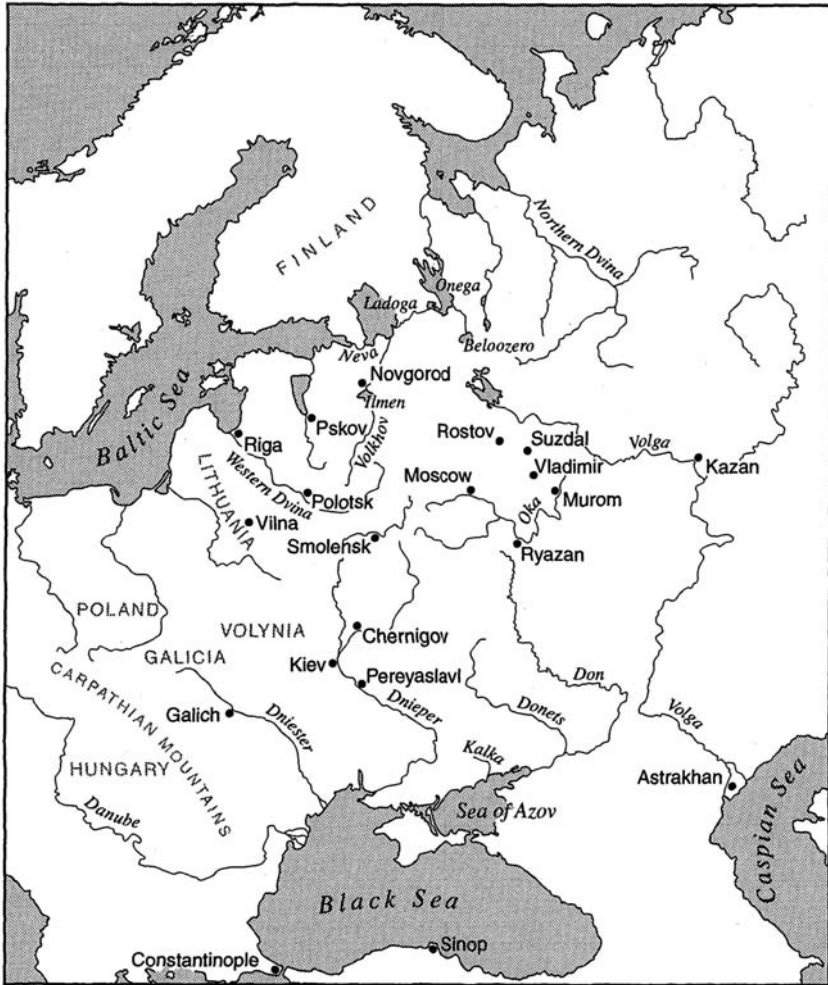 FINLAND
Northern Dvina
Onega
Ladoga
Beloozero
Neva
Novgorod
Ilmen
Baltic Sea
Pskov
Riga
Volkhov
Rostov
Suzdal
Volga
Kazan
Vladimir
Moscow
Murom
Oka
LITHUANIA
Western Dvina
Polotsk
Vilna
Smolensk
Ryazan
POLAND
VOLYNIA
Chernigov
GALICIA
Kiev
Pereyaslavl
Don
CARPATHIAN MOUNTAINS
Galich
Dniester
Dnieper
Donets
Volga
HUNGARY
Kalka
Astrakhan
Danube
Sea of Azov
Caspian Sea
Black Sea
Sinop
Constantinople